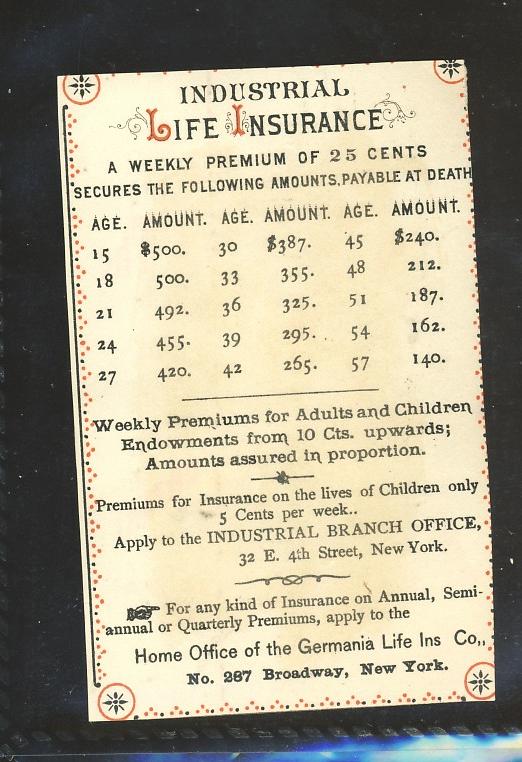 INDUSTRIAL
LIFE INSURANCE
A WEEKLY PREMIUM OF 25 CENTS
SECURES THE FOLLOWING AMOUNTS, PAYABLE AT DEATH
AGE. AMOUNT. AGE. AMOUNT. AGE. AMOUNT.
15 $500. 30 $387. 45 $240.
18 500. 33 355. 48 212.
21 492. 36 325. 51 187.
24 455. 39 295. 54 162.
27 420. 42 265. 57 140.
Weekly Premiums for Adults and Children
Endowments from 10 Cts. upwards;
Amounts assured in proportion.
Premiums for Insurance on the lives of Children only
5 Cents per week..
Apply to the INDUSTRIAL BRANCH OFFICE,
32 E. 4th Street, New York.
For any kind of Insurance on Annual, Semi-
annual or Quarterly Premiums, apply to the
Home Office of the Germania Life Ins Co.,
No. 287 Broadway, New York.